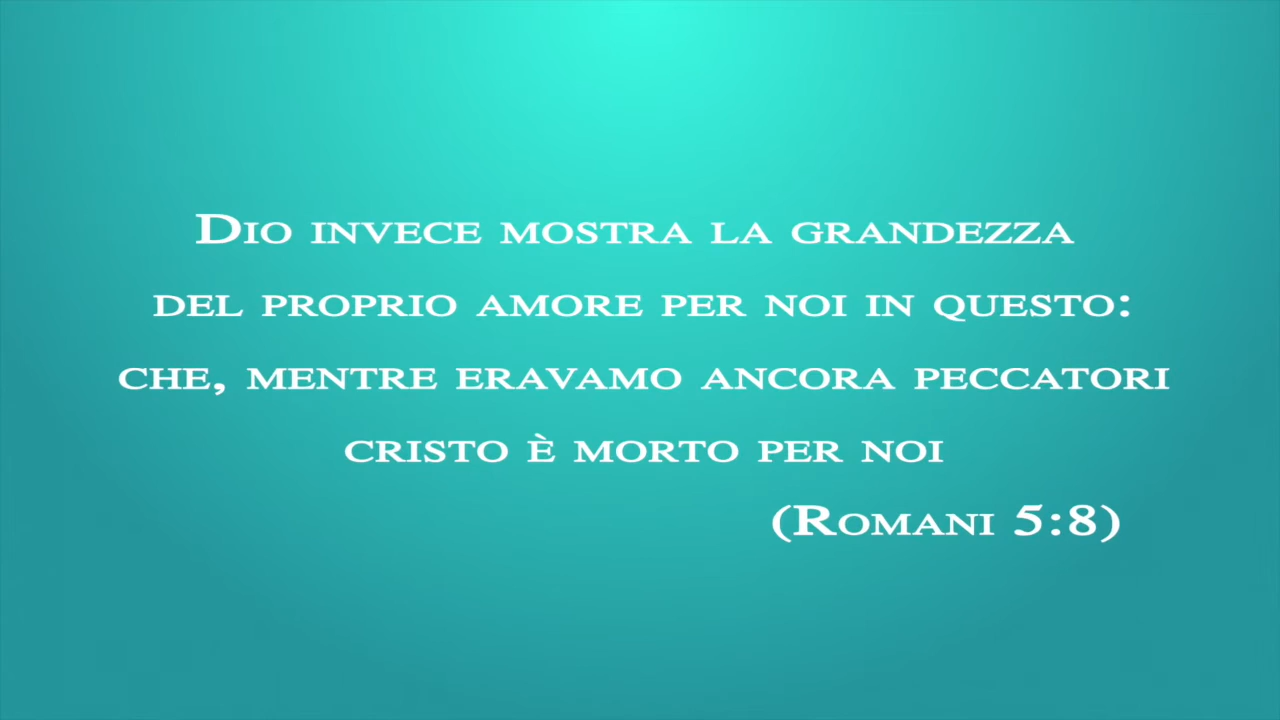 Dio invece mostra la grandezza
del proprio amore per noi in questo:
che, mentre eravamo ancora peccatori
cristo è morto per noi
(Romani 5:8)